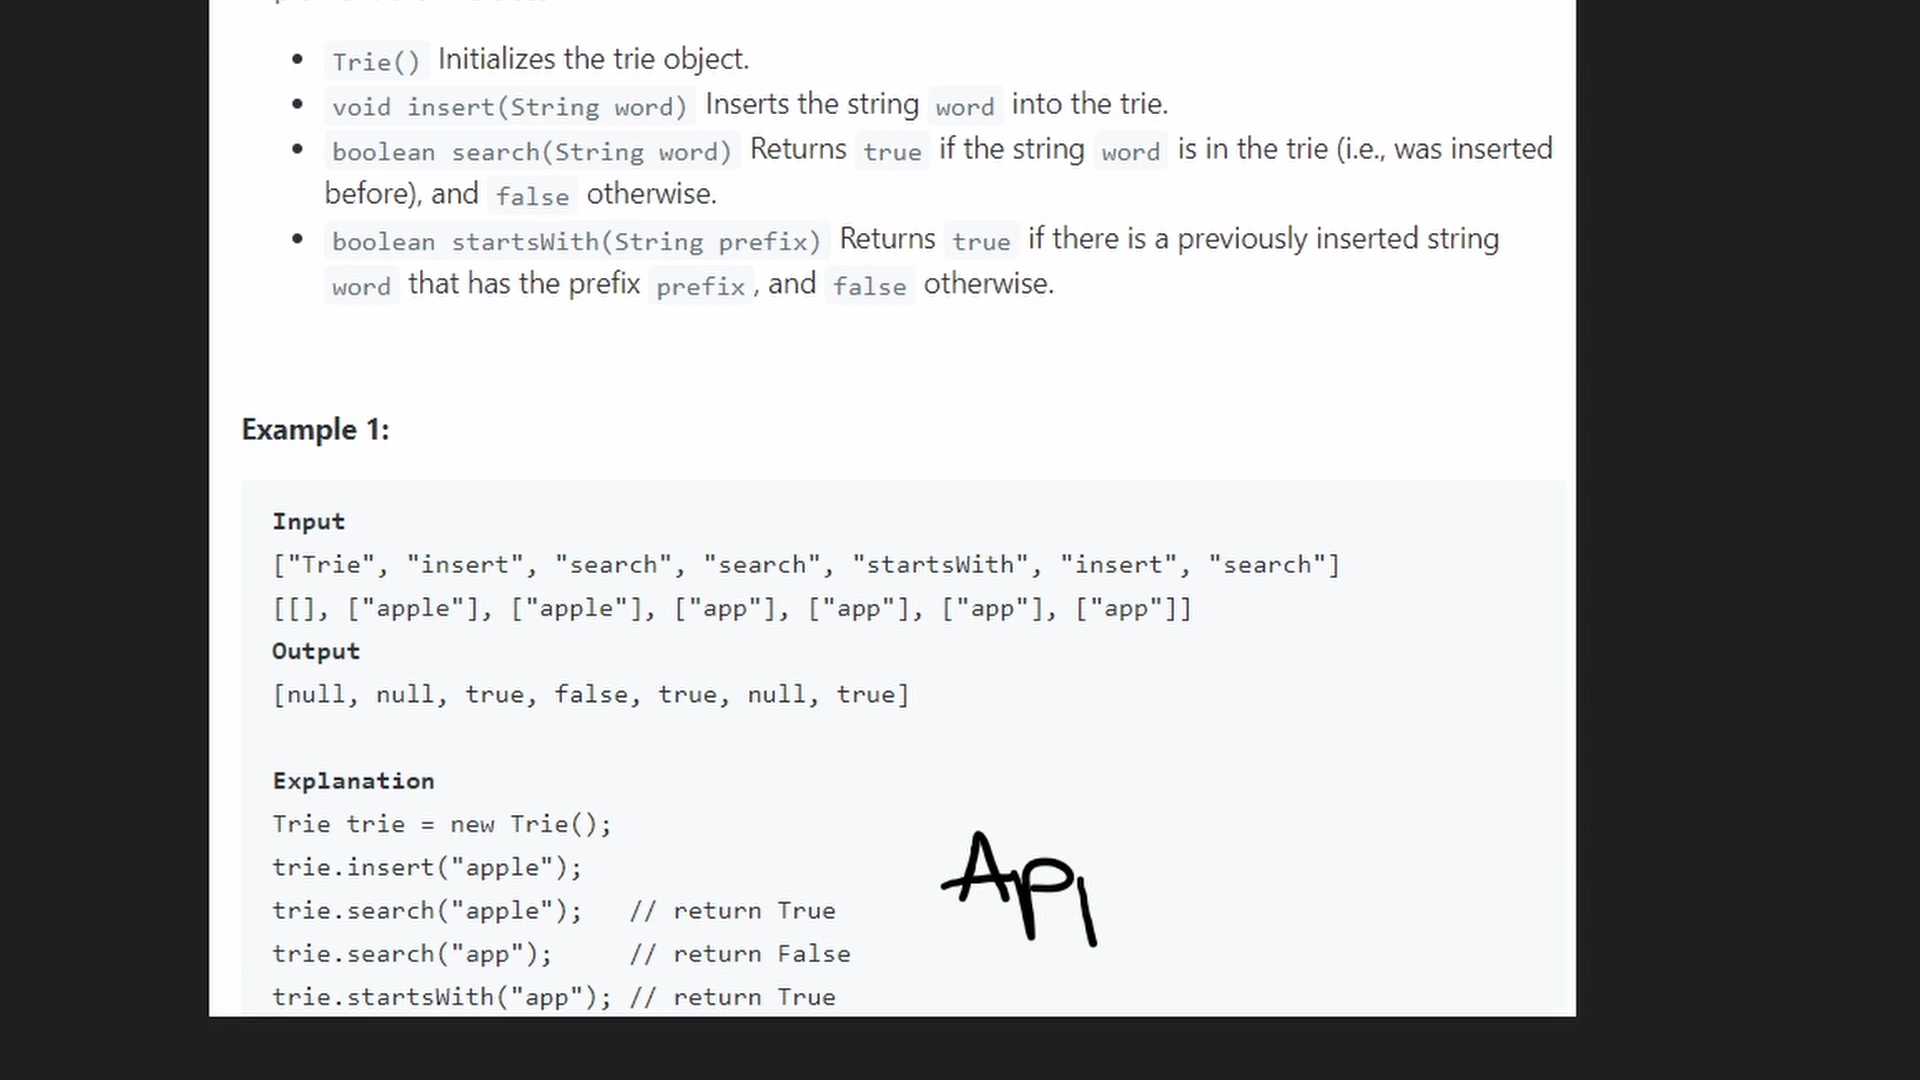 Trie() Initializes the trie object.
void insert(String word) Inserts the string word into the trie.
boolean search(String word) Returns true if the string word is in the trie (i.e., was inserted
before), and false otherwise.
boolean startsWith(String prefix) Returns true if there is a previously inserted string
word that has the prefix prefix, and false otherwise.
Example 1:
Input
["Trie", "insert", "search", "search", "startsWith", "insert", "search"]
[[], ["apple"], ["apple"], ["app"], ["app"], ["app"], ["app"]]
Output
[null, null, true, false, true, null, true]
Explanation
Trie trie = new Trie();
trie.insert("apple");
trie.search("apple");   // return True
trie.search("app");     // return False
trie.startsWith("app"); // return True